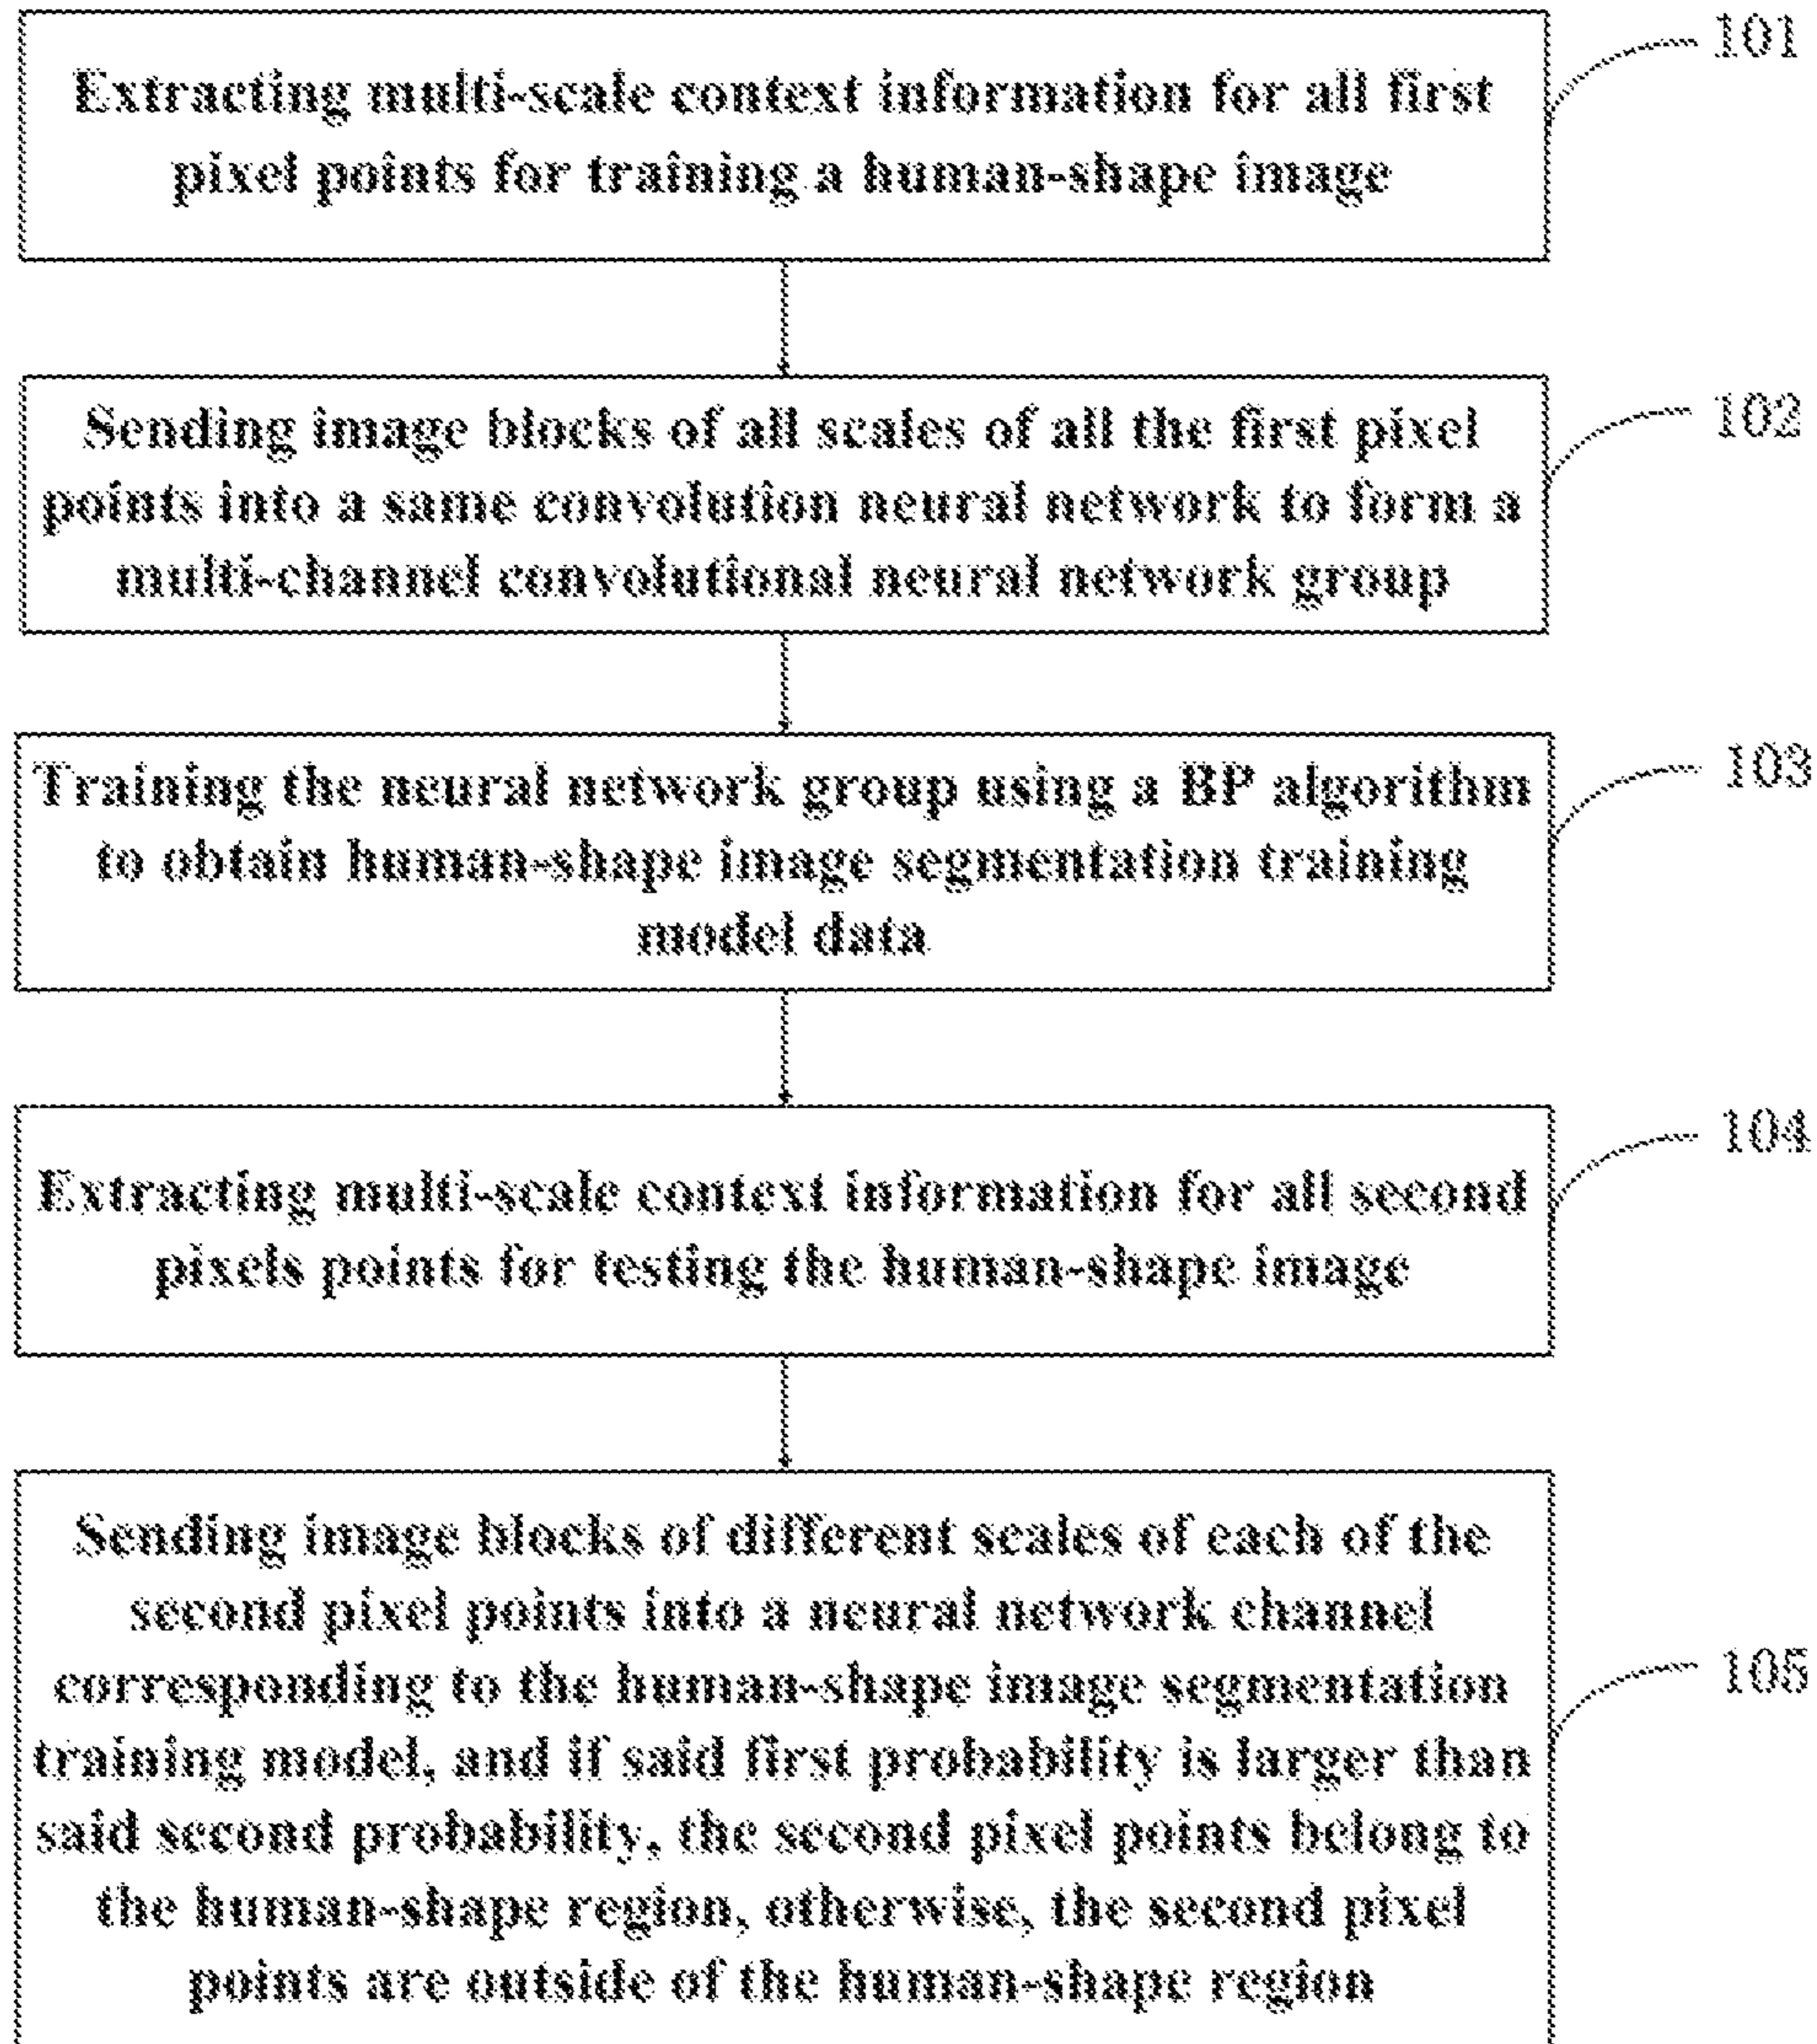 101
Extracting multi-scale context information for all first
pixel points for training a human-shape image
102
Sending image blocks of all scales of all the first pixel
points into a same convolution neural network to form a
multi-channel convolutional neural network group
103
Training the neural network group using a BP algorithm
to obtain human-shape image segmentation training
model data
104
Extracting multi-scale context information for all second
pixels points for testing the human-shape image
105
Sending image blocks of different scales of each of the
second pixel points into a neural network channel
corresponding to the human-shape image segmentation
training model, and if said first probability is larger than
said second probability, the second pixel points belong to
the human-shape region, otherwise, the second pixel
points are outside of the human-shape region